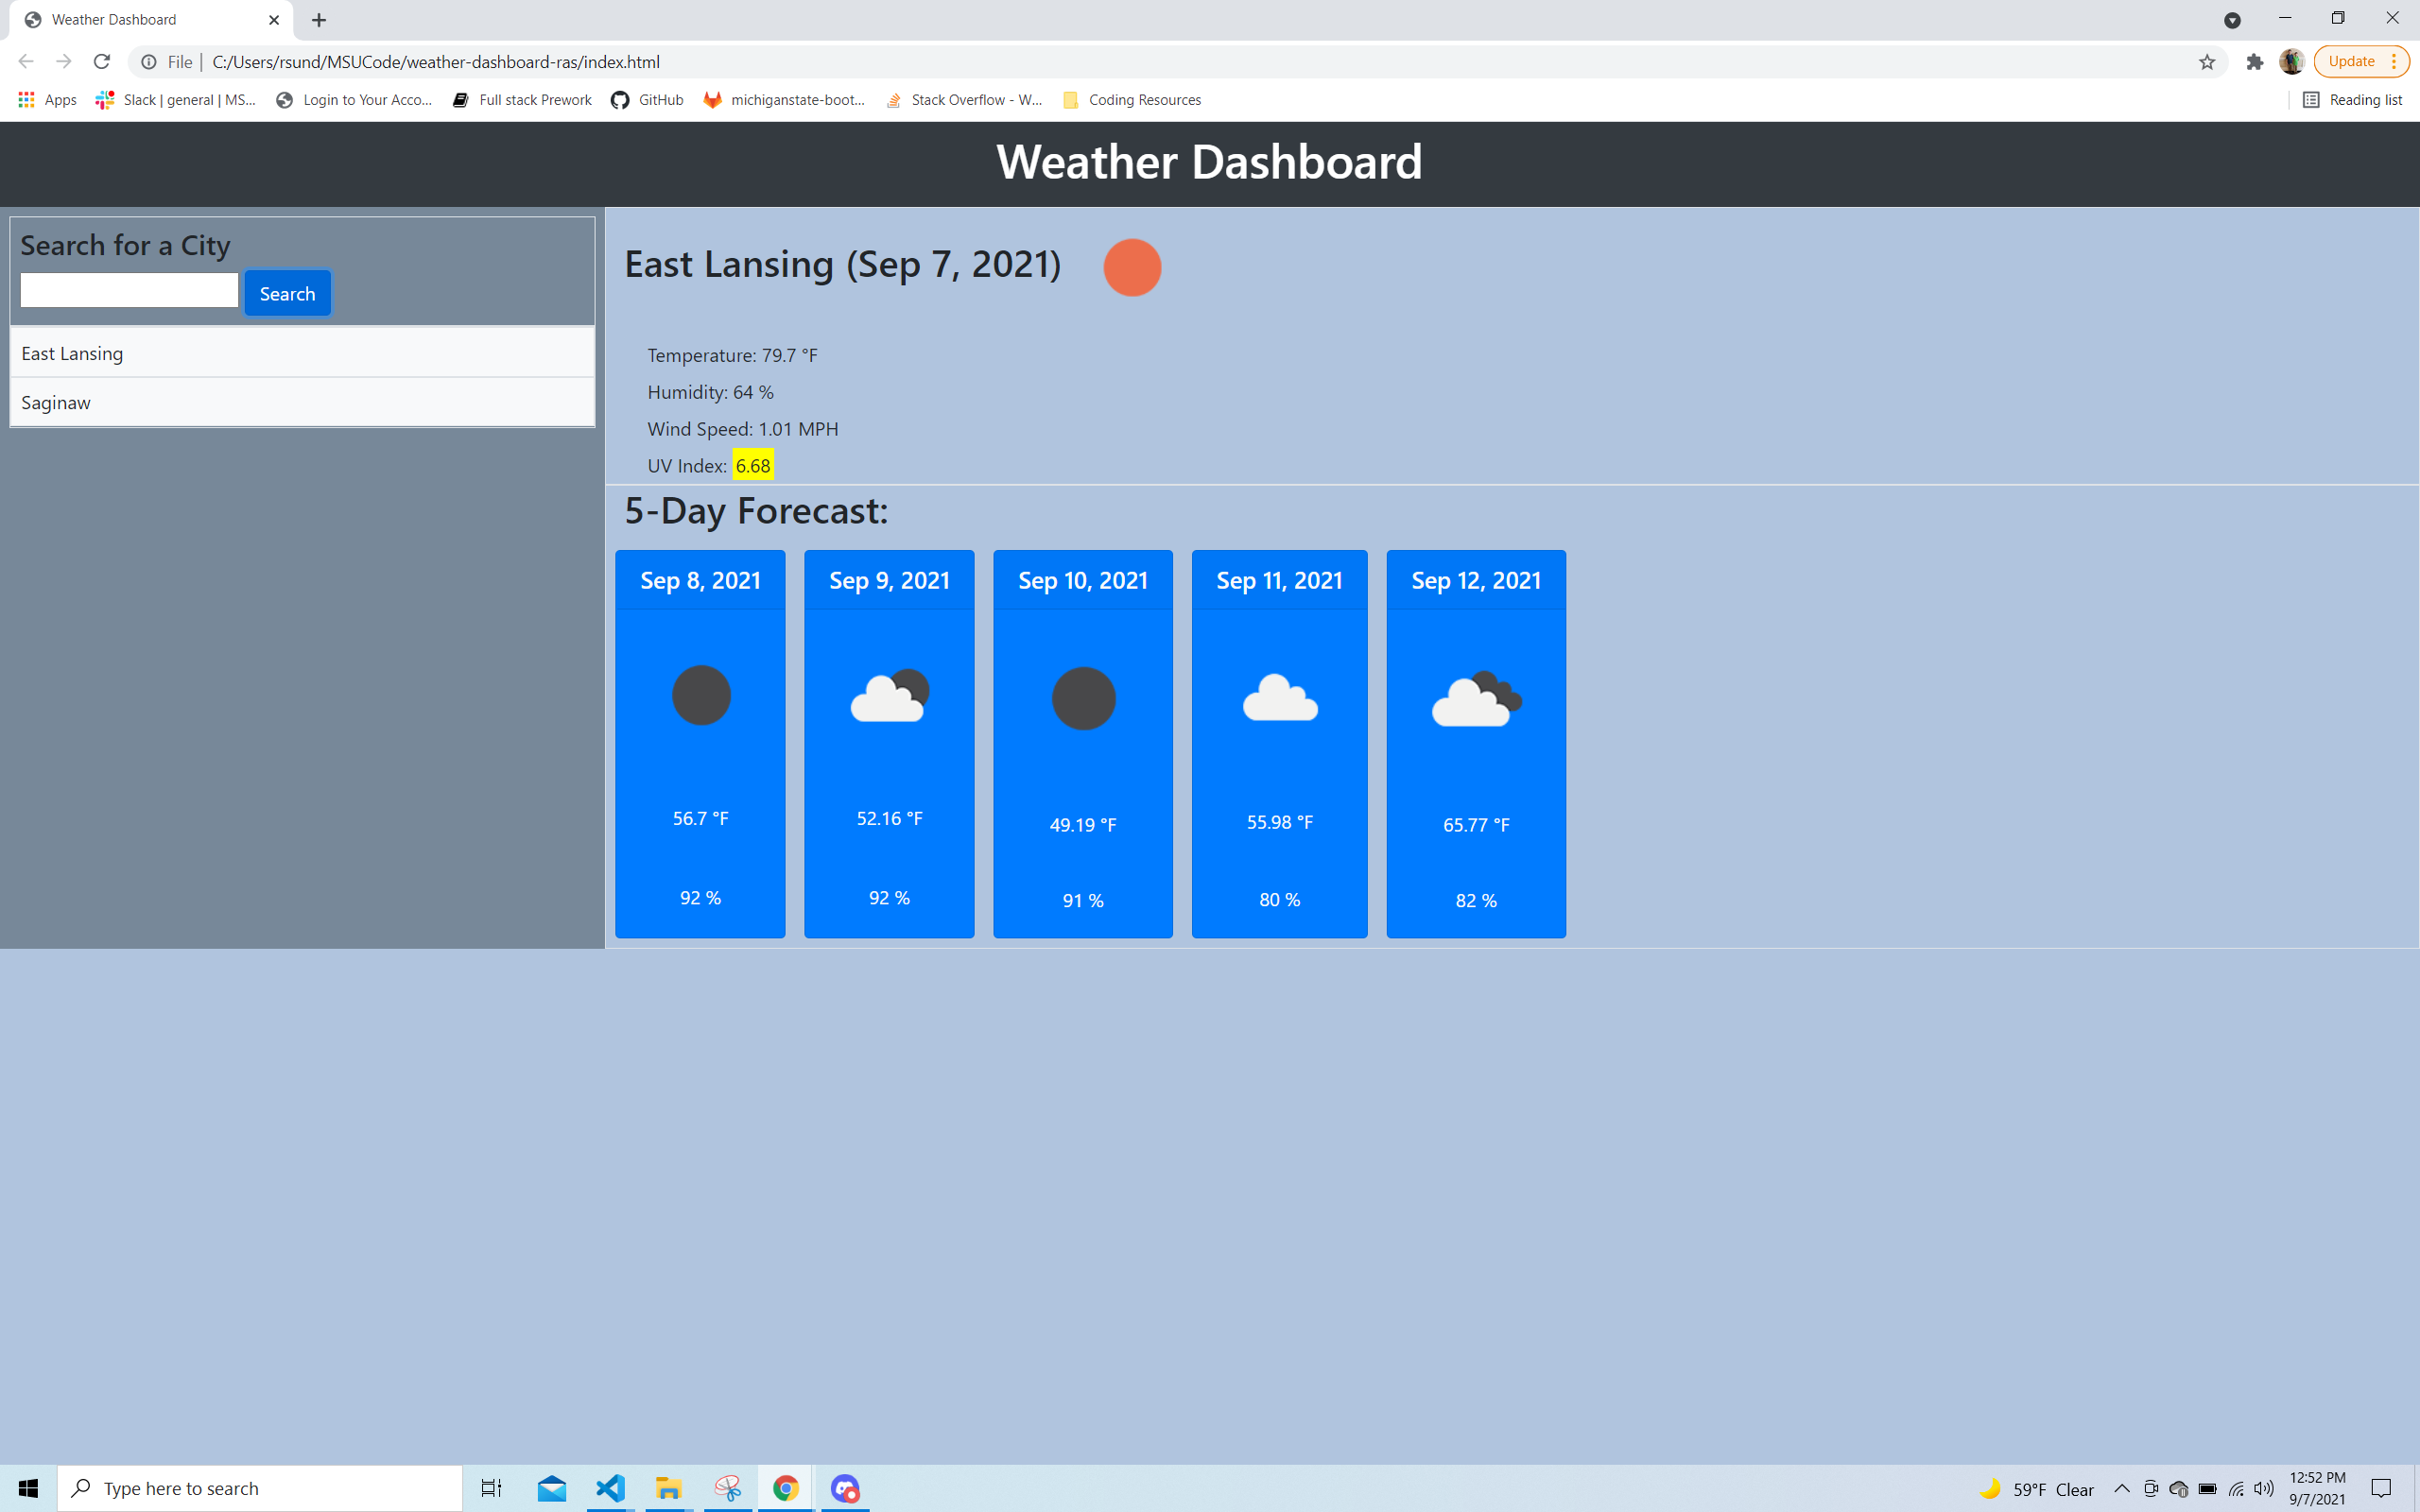 Weather Dashboard
File | C:/Users/rsund/MSUCode/weather-dashboard-ras/index.html
Update
Apps
Slack | general | MS...
Login to Your Acco...
Full stack Prework
GitHub
michiganstate-boot...
Stack Overflow - W...
Coding Resources
Reading list
Weather Dashboard
Search for a City
Search
East Lansing
Saginaw
East Lansing (Sep 7, 2021)
Temperature: 79.7 °F
Humidity: 64 %
Wind Speed: 1.01 MPH
UV Index: 6.68
5-Day Forecast:
Sep 8, 2021
56.7 °F
92 %
Sep 9, 2021
52.16 °F
92 %
Sep 10, 2021
49.19 °F
91 %
Sep 11, 2021
55.98 °F
80 %
Sep 12, 2021
65.77 °F
82 %
Type here to search
59°F Clear
12:52 PM
9/7/2021